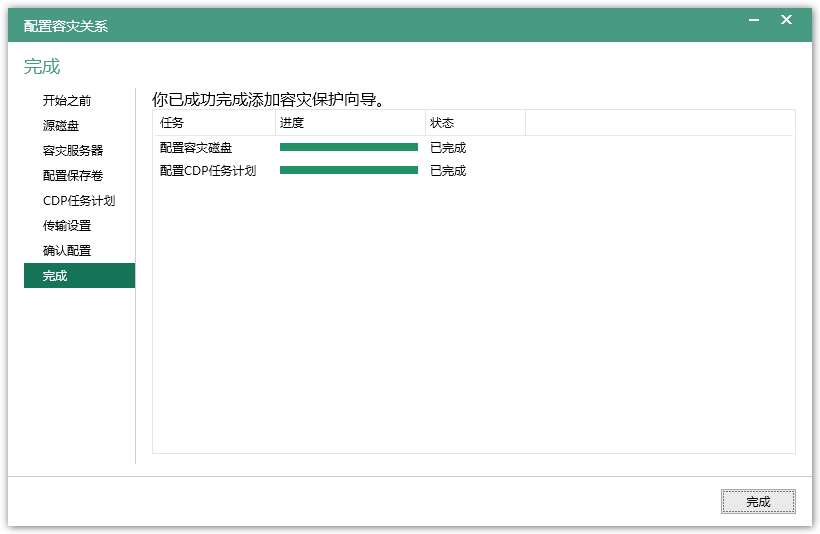 配置容灾关系
完成
开始之前
源磁盘
容灾服务器
配置保存卷
CDP任务计划
传输设置
确认配置
完成
你已成功完成添加容灾保护向导。
任务 进度 状态
配置容灾磁盘 已完成
配置CDP任务计划 已完成
完成